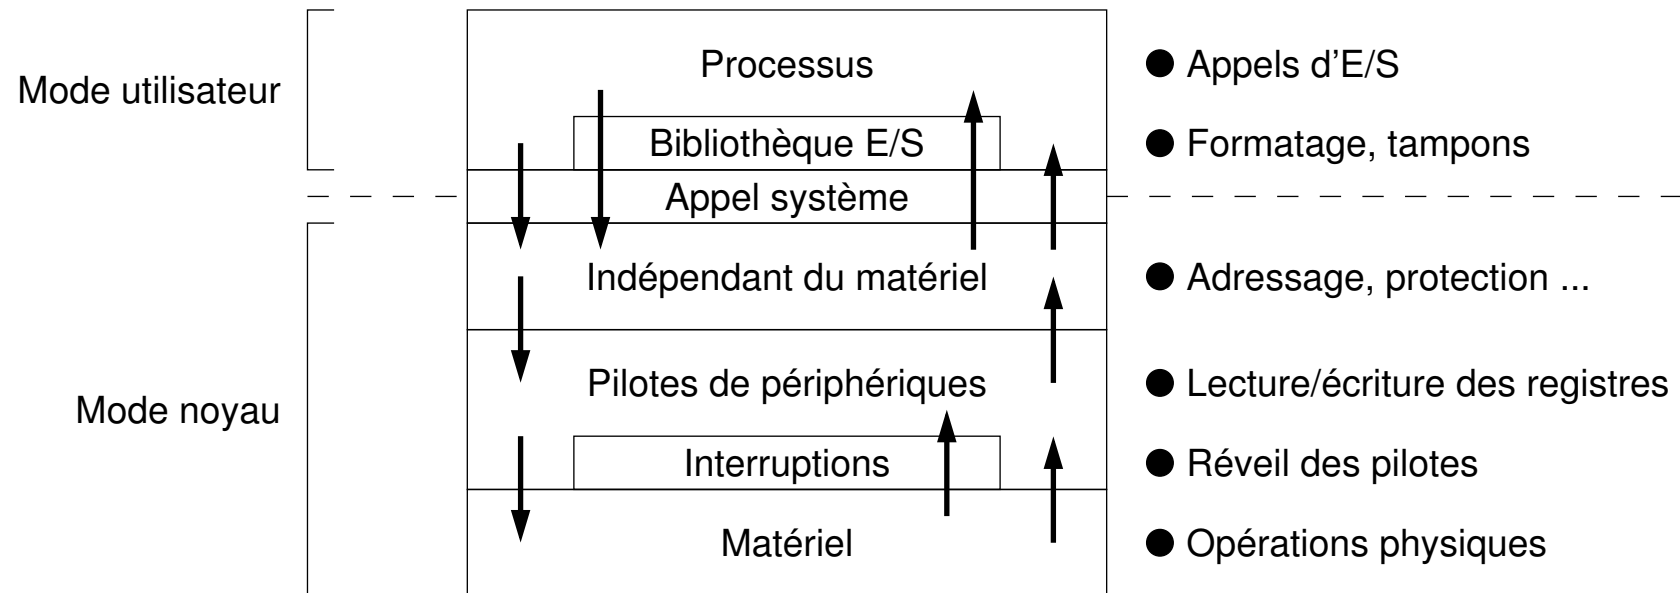 Processus
● Appels d'E/S
Mode utilisateur
Bibliothèque E/S
● Formatage, tampons
Appel système
Indépendant du matériel
● Adressage, protection ...
Pilotes de périphériques
● Lecture/écriture des registres
Mode noyau
Interruptions
● Réveil des pilotes
Matériel
● Opérations physiques